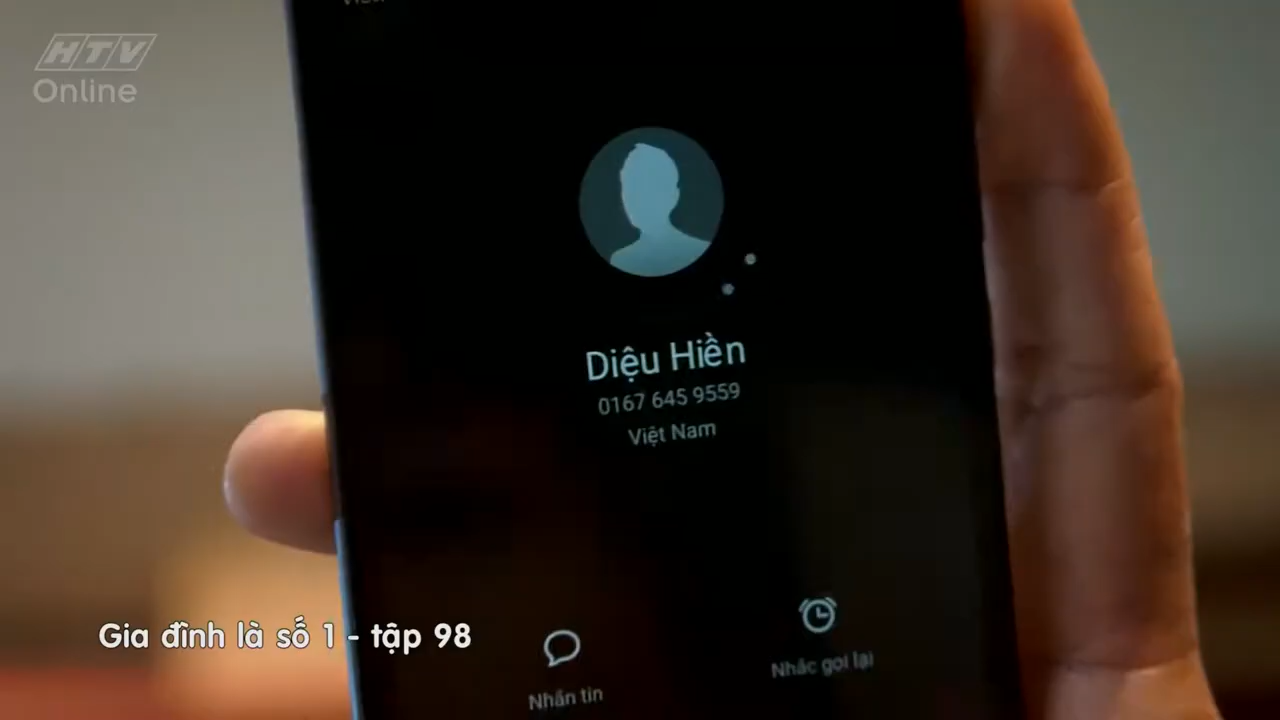 HTV
Online
Diệu Hiền
0167 645 9559
Việt Nam
Gia đình là số 1 - tập 98
Nhắn tin
Nhắc gọi lại